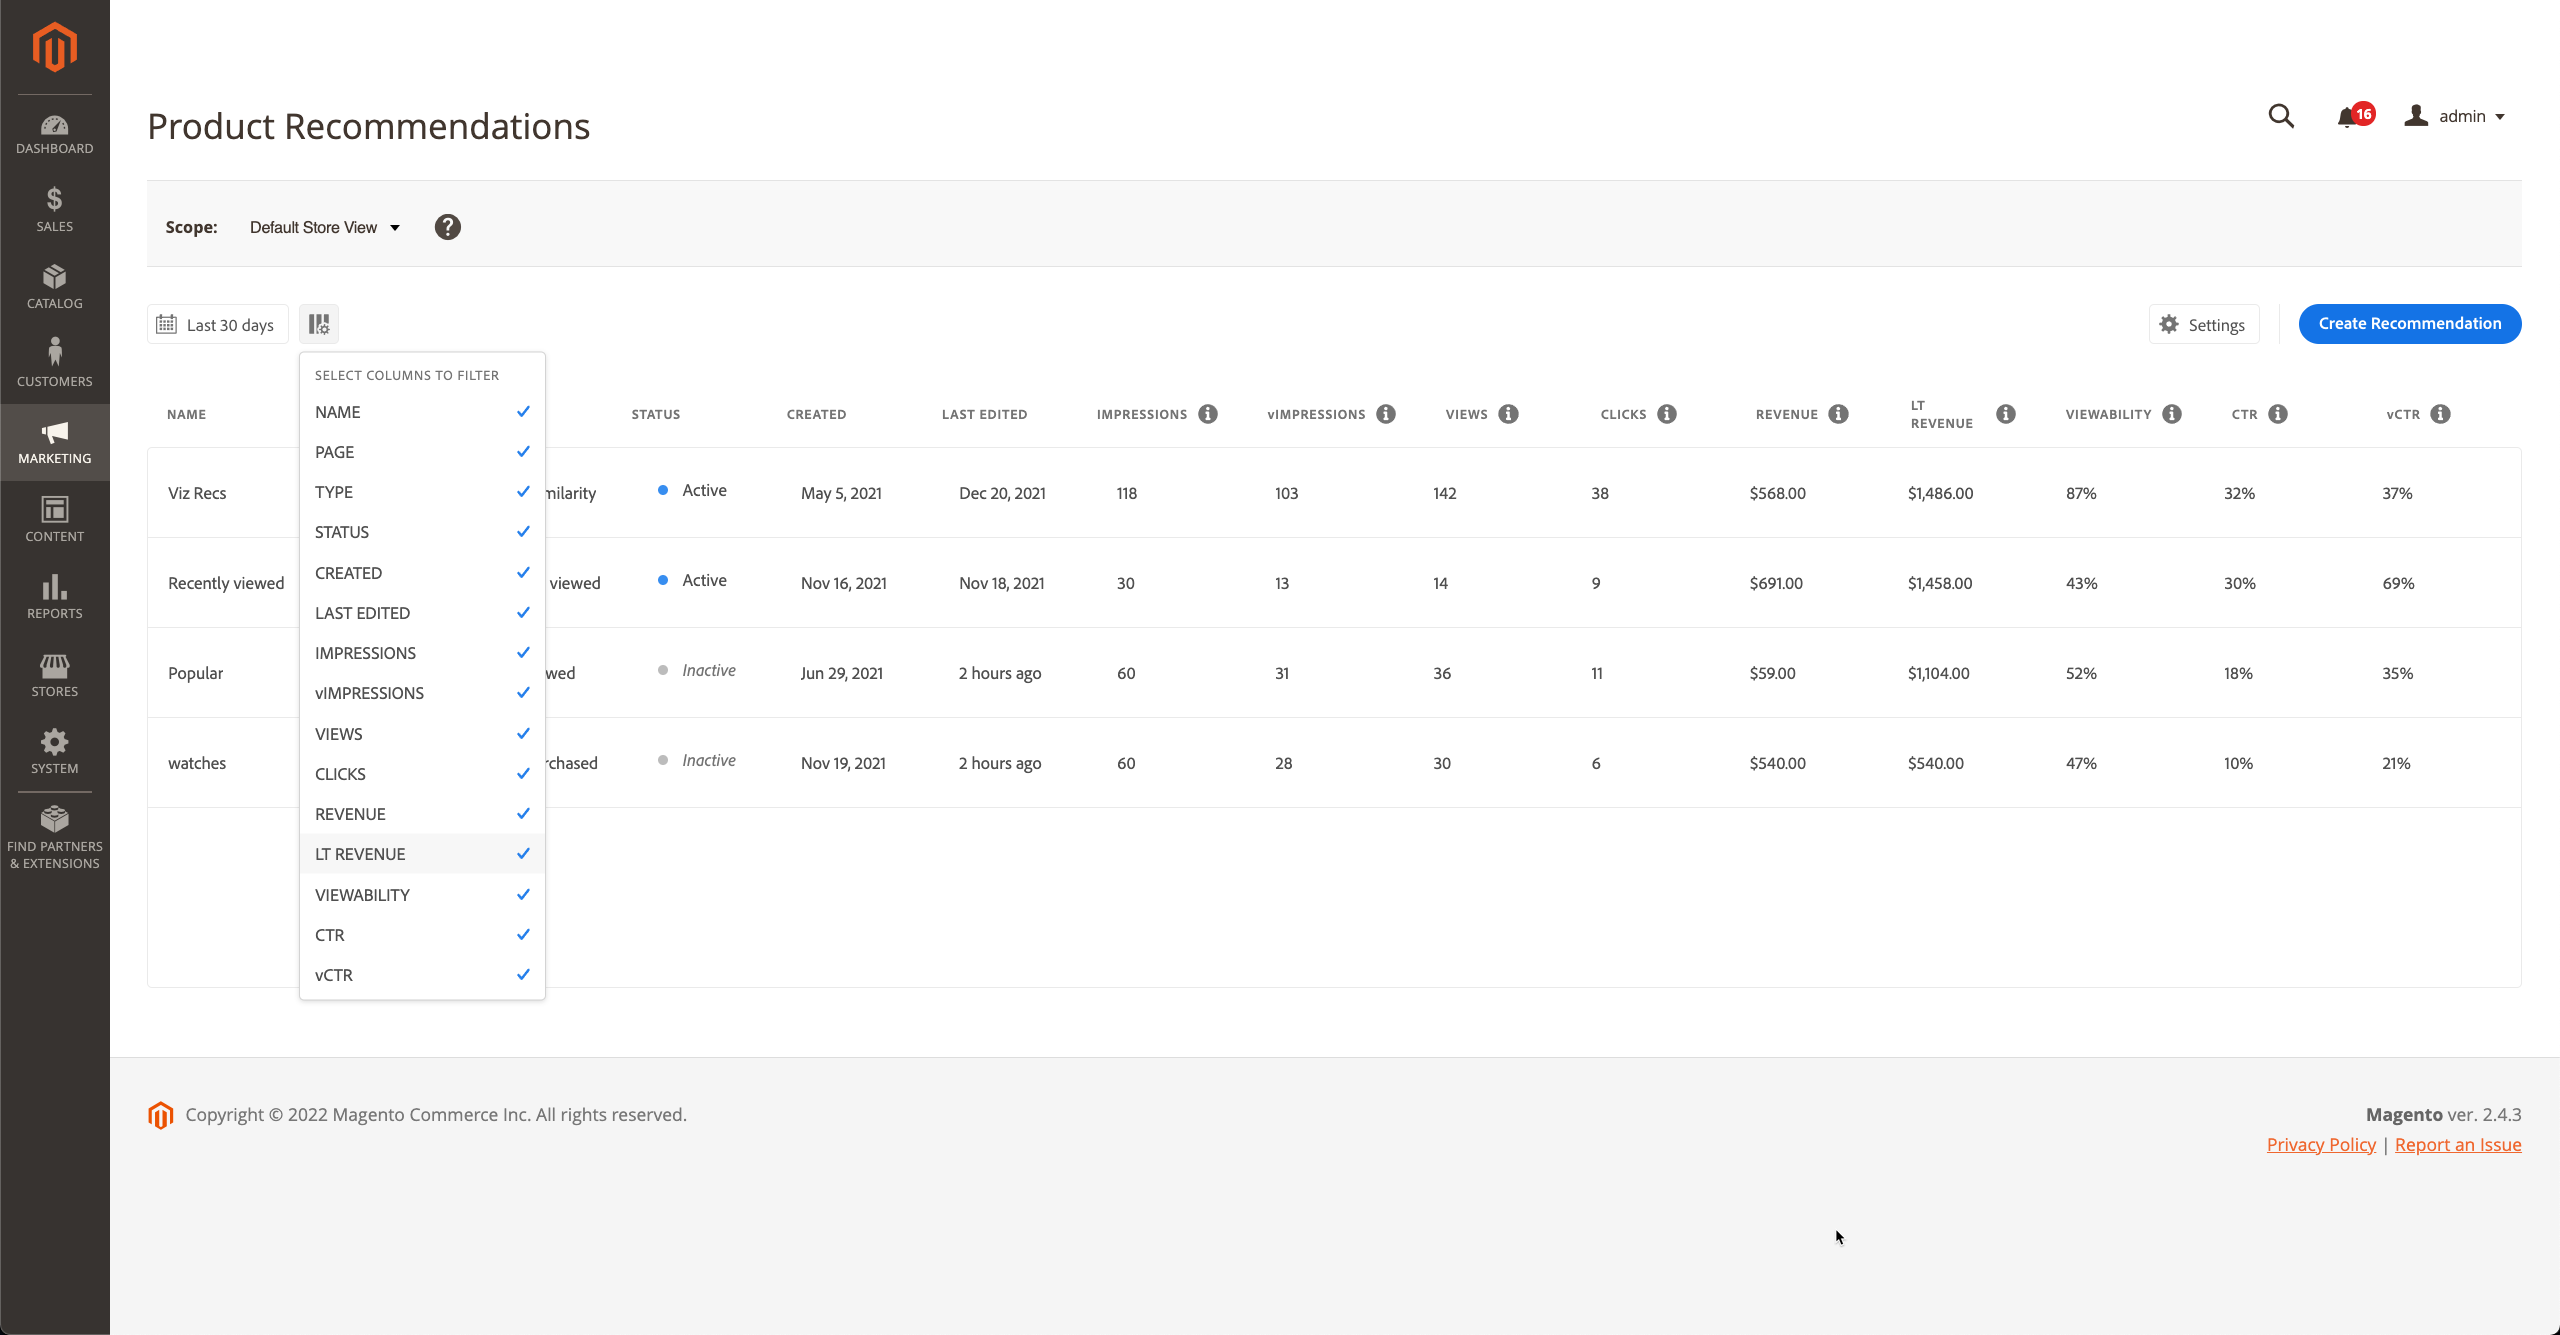 Product Recommendations
16
admin
DASHBOARD
SALES
CATALOG
CUSTOMERS
MARKETING
CONTENT
REPORTS
STORES
SYSTEM
FIND PARTNERS
& EXTENSIONS
Scope: Default Store View ?
Last 30 days
Settings
Create Recommendation
SELECT COLUMNS TO FILTER
NAME
PAGE
TYPE
STATUS
CREATED
LAST EDITED
IMPRESSIONS
vIMPRESSIONS
VIEWS
CLICKS
REVENUE
LT REVENUE
VIEWABILITY
CTR
vCTR
NAME STATUS CREATED LAST EDITED IMPRESSIONS vIMPRESSIONS VIEWS CLICKS REVENUE LT REVENUE VIEWABILITY CTR vCTR
Viz Recs milarity Active May 5, 2021 Dec 20, 2021 118 103 142 38 $568.00 $1,486.00 87% 32% 37%
Recently viewed viewed Active Nov 16, 2021 Nov 18, 2021 30 13 14 9 $691.00 $1,458.00 43% 30% 69%
Popular wed Inactive Jun 29, 2021 2 hours ago 60 31 36 11 $59.00 $1,104.00 52% 18% 35%
watches rchased Inactive Nov 19, 2021 2 hours ago 60 28 30 6 $540.00 $540.00 47% 10% 21%
Copyright © 2022 Magento Commerce Inc. All rights reserved.
Magento ver. 2.4.3
Privacy Policy | Report an Issue